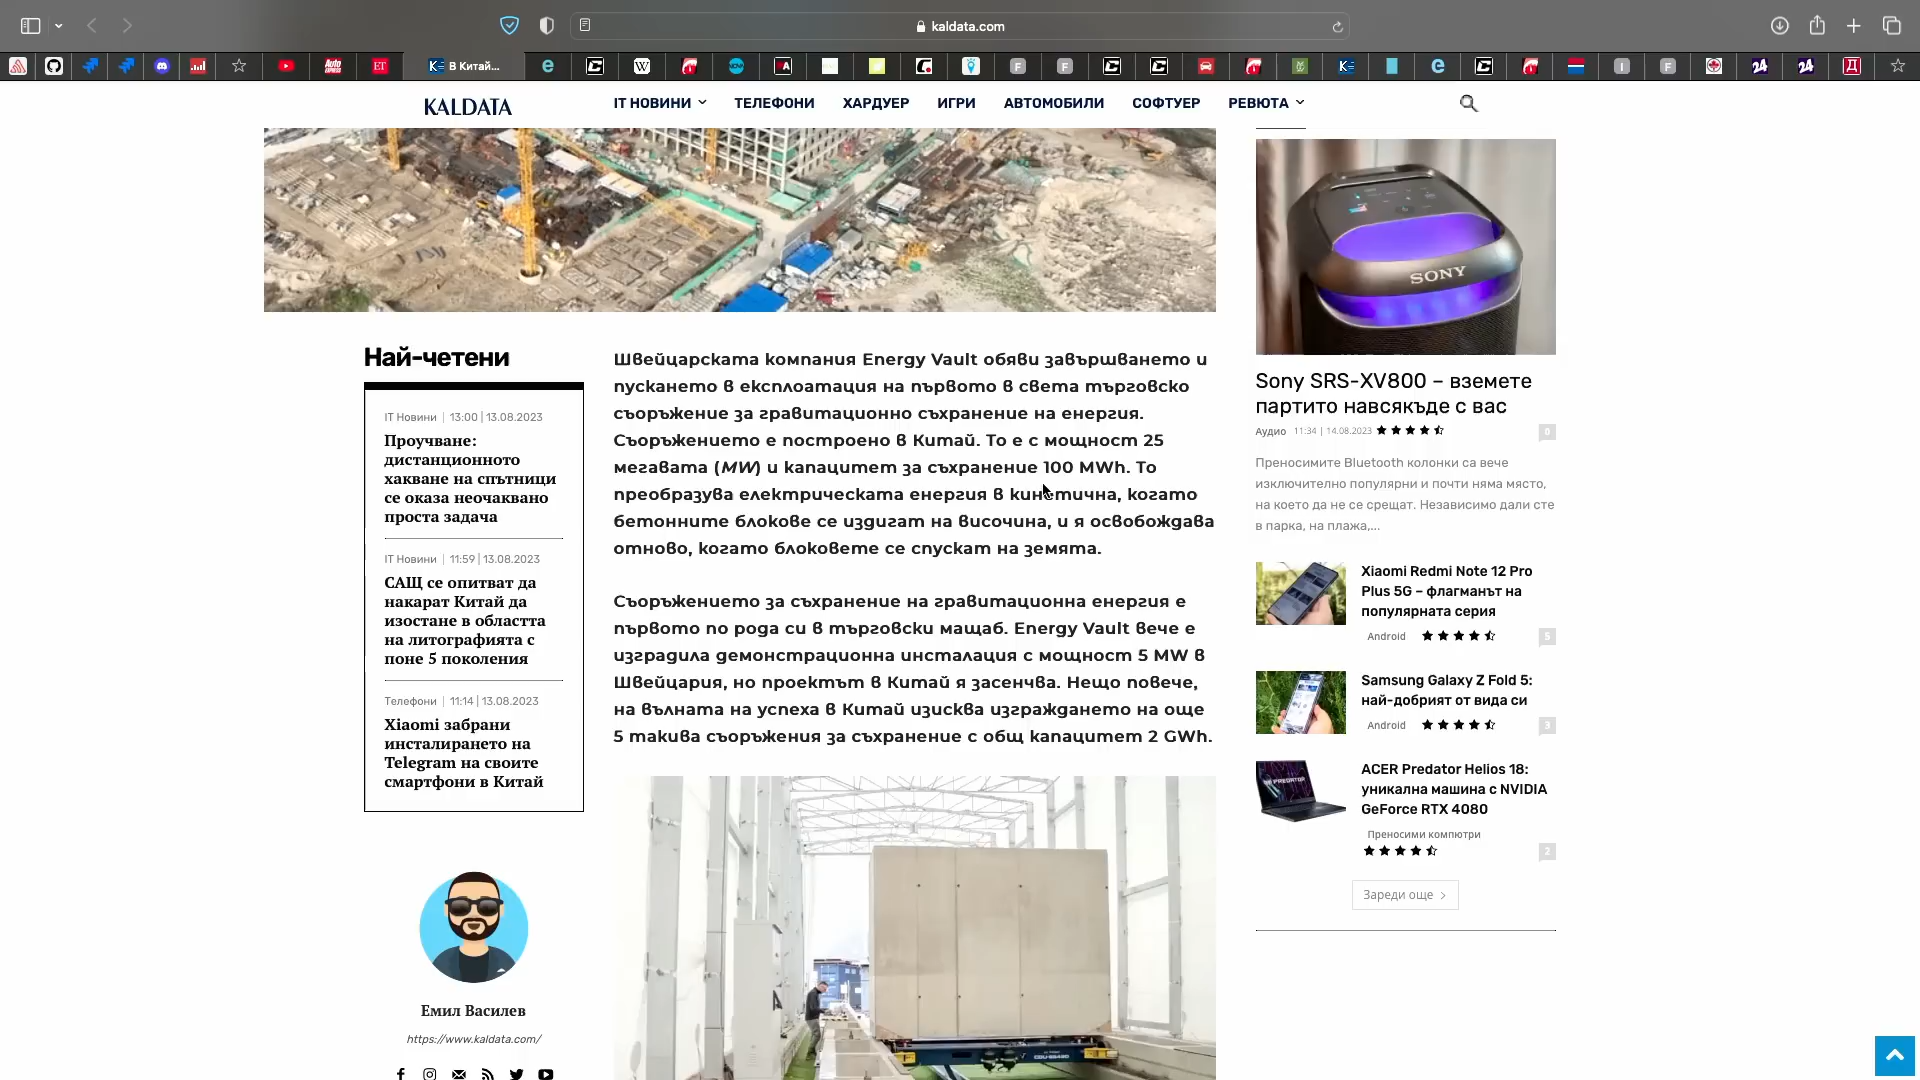 kaldata.com
В Китай...
KALDATA
IT НОВИНИ
ТЕЛЕФОНИ
ХАРДУЕР
ИГРИ
АВТОМОБИЛИ
СОФТУЕР
РЕВЮТА
Най-четени
IT Новини | 13:00 | 13.08.2023
Проучване:
дистанционното
хакване на спътници
се оказа неочаквано
проста задача
IT Новини | 11:59 | 13.08.2023
САЩ се опитват да
накарат Китай да
изостане в областта
на литографията с
поне 5 поколения
Телефони | 11:14 | 13.08.2023
Xiaomi забрани
инсталирането на
Telegram на своите
смартфони в Китай
Емил Василев
https://www.kaldata.com/
Швейцарската компания Energy Vault обяви завършването и
пускането в експлоатация на първото в света търговско
съоръжение за гравитационно съхранение на енергия.
Съоръжението е построено в Китай. То е с мощност 25
мегавата (MW) и капацитет за съхранение 100 MWh. То
преобразува електрическата енергия в кинетична, когато
бетонните блокове се издигат на височина, и я освобождава
отново, когато блоковете се спускат на земята.
Съоръжението за съхранение на гравитационна енергия е
първото по рода си в търговски мащаб. Energy Vault вече е
изградила демонстрационна инсталация с мощност 5 MW в
Швейцария, но проектът в Китай я засенчва. Нещо повече,
на вълната на успеха в Китай изисква изграждането на още
5 такива съоръжения за съхранение с общ капацитет 2 GWh.
SONY
Sony SRS-XV800 – вземете
партито навсякъде с вас
Аудио 11:34 | 14.08.2023
0
Преносимите Bluetooth колонки са вече
изключително популярни и почти няма място,
на което да не се срещат. Независимо дали сте
в парка, на плажа,...
Xiaomi Redmi Note 12 Pro
Plus 5G – флагманът на
популярната серия
Android
5
Samsung Galaxy Z Fold 5:
най-добрият от вида си
Android
3
ACER Predator Helios 18:
уникална машина с NVIDIA
GeForce RTX 4080
Преносими компютри
2
Зареди още